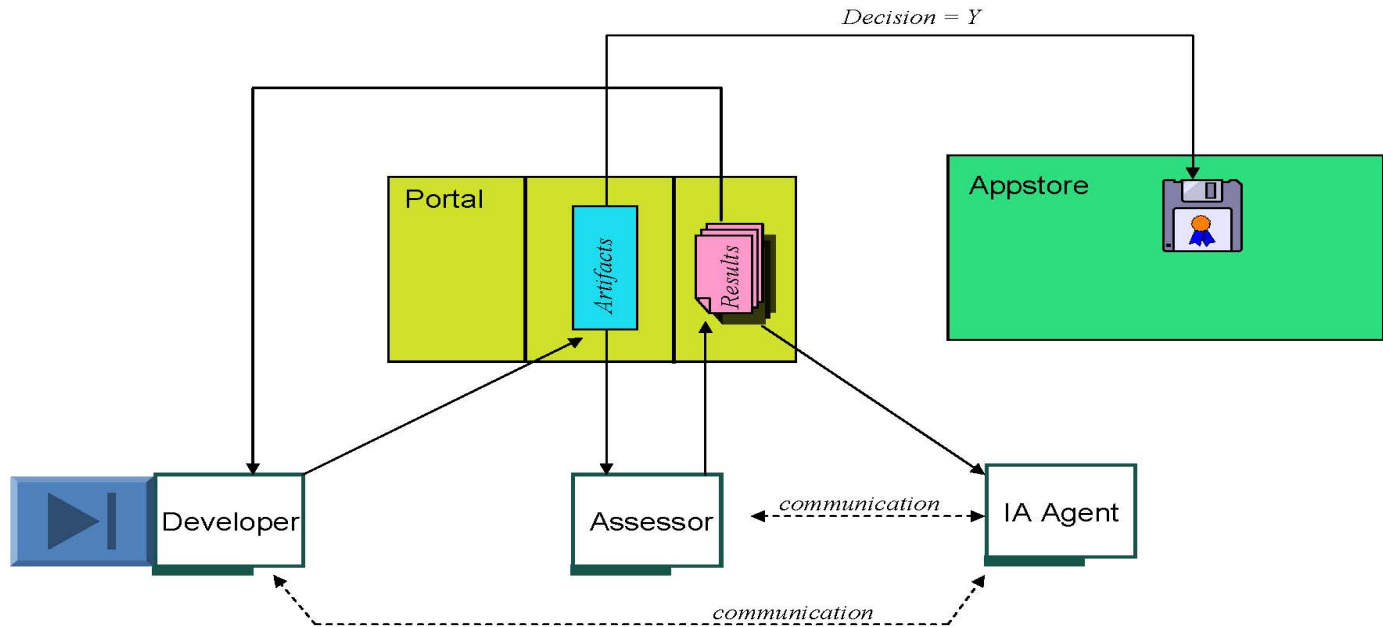 Decision = Y
Portal
Appstore
Artifacts
Results
Developer
Assessor
communication
IA Agent
communication